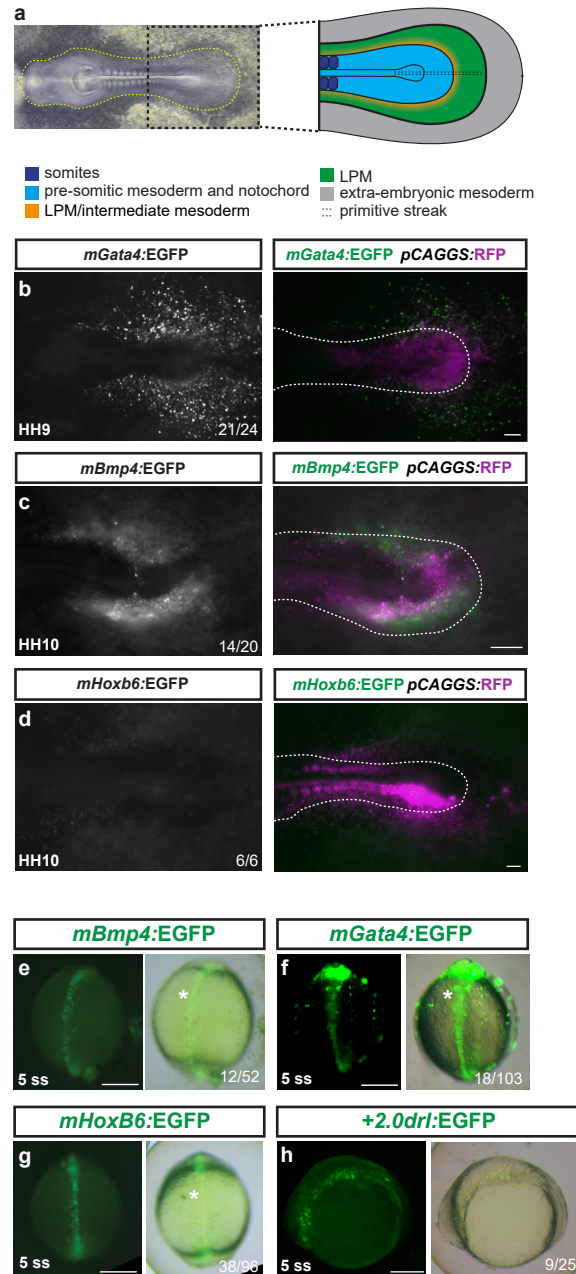 a
somites
pre-somitic mesoderm and notochord
LPM/intermediate mesoderm
LPM
extra-embryonic mesoderm
primitive streak
mGata4:EGFP
mGata4:EGFP pCAGGS:RFP
b
HH9
21/24
mBmp4:EGFP
mBmp4:EGFP pCAGGS:RFP
c
HH10
14/20
mHoxb6:EGFP
mHoxb6:EGFP pCAGGS:RFP
d
HH10
6/6
mBmp4:EGFP
mGata4:EGFP
e
5 ss
*
12/52
f
5 ss
*
18/103
mHoxB6:EGFP
+2.0drl:EGFP
g
5 ss
*
38/96
h
5 ss
9/25